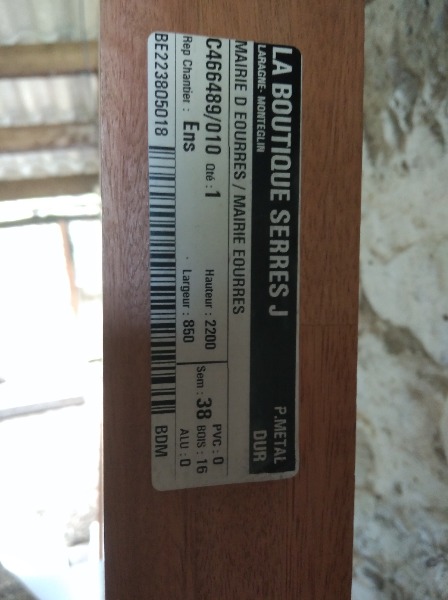 LA BOUTIQUE SERRES J P.METAL
LARAGNE- MONTEGLIN DUR
MAIRIE D EOURRES / MAIRIE EOURRES
C466489/010 Qté : 1 Hauteur : 2200 Sem : 38 PVC : 0
Rep Chantier : Ens Largeur : 850 BOIS : 16
ALU : 0
BE223805018 BDM